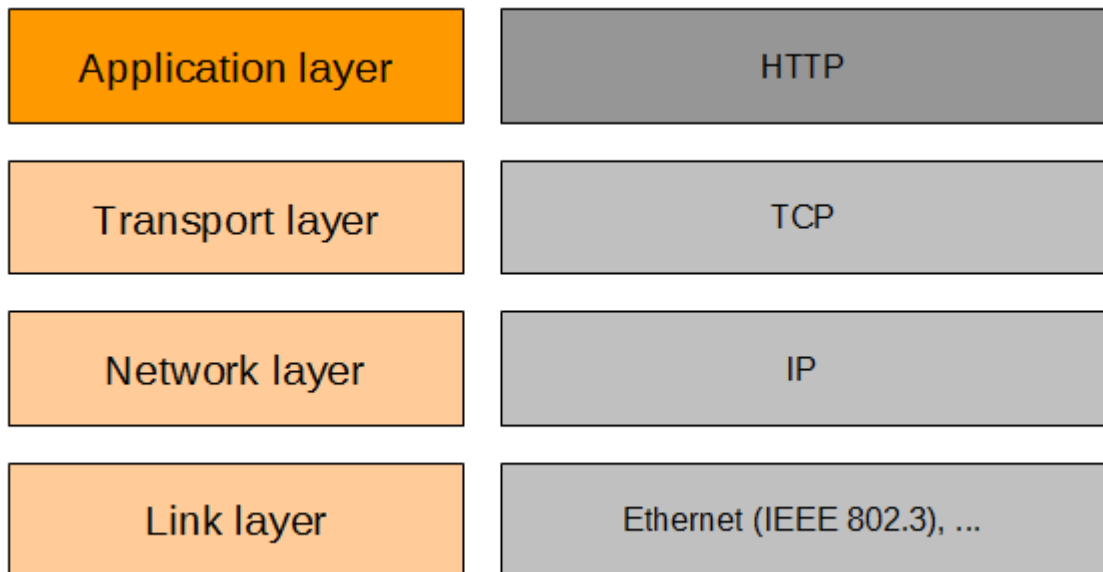 Application layer
HTTP
Transport layer
TCP
Network layer
IP
Link layer
Ethernet (IEEE 802.3), ...